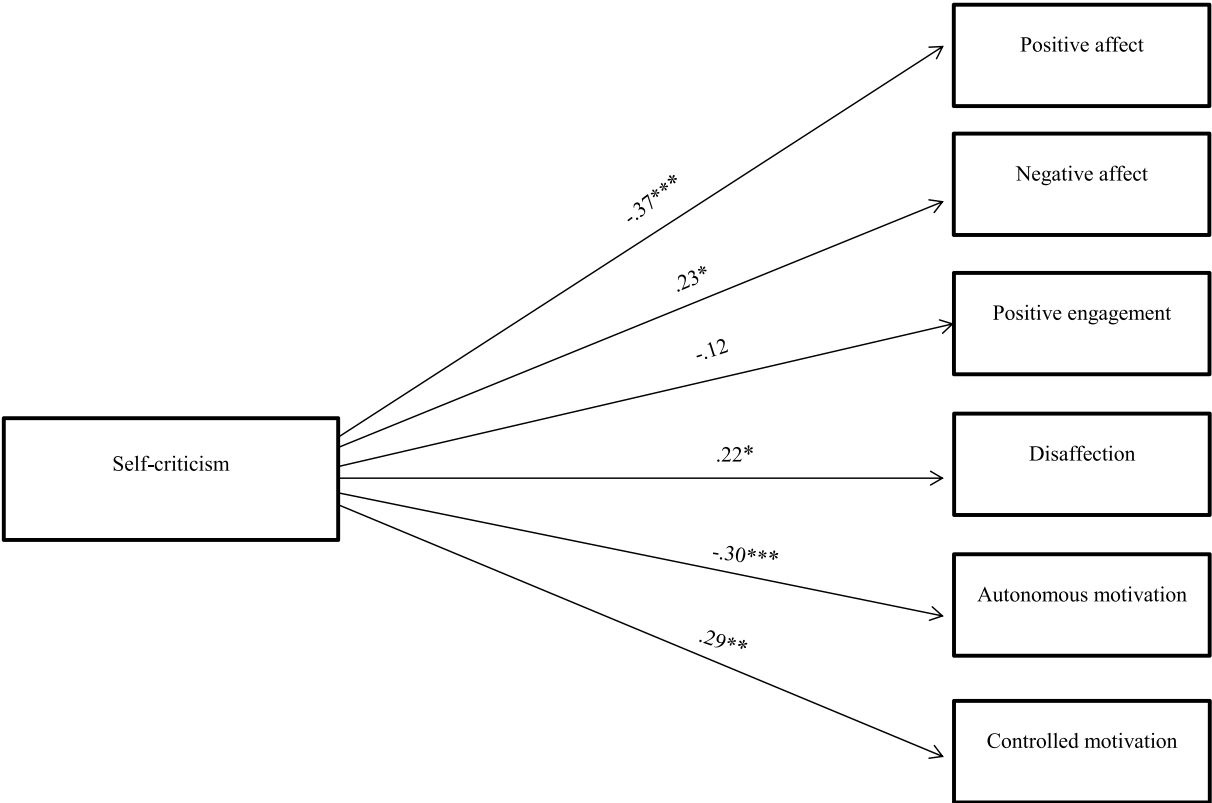 Positive affect
-.37***
Negative affect
.23*
Positive engagement
-.12
Self-criticism
.22*
Disaffection
-.30***
Autonomous motivation
.29**
Controlled motivation